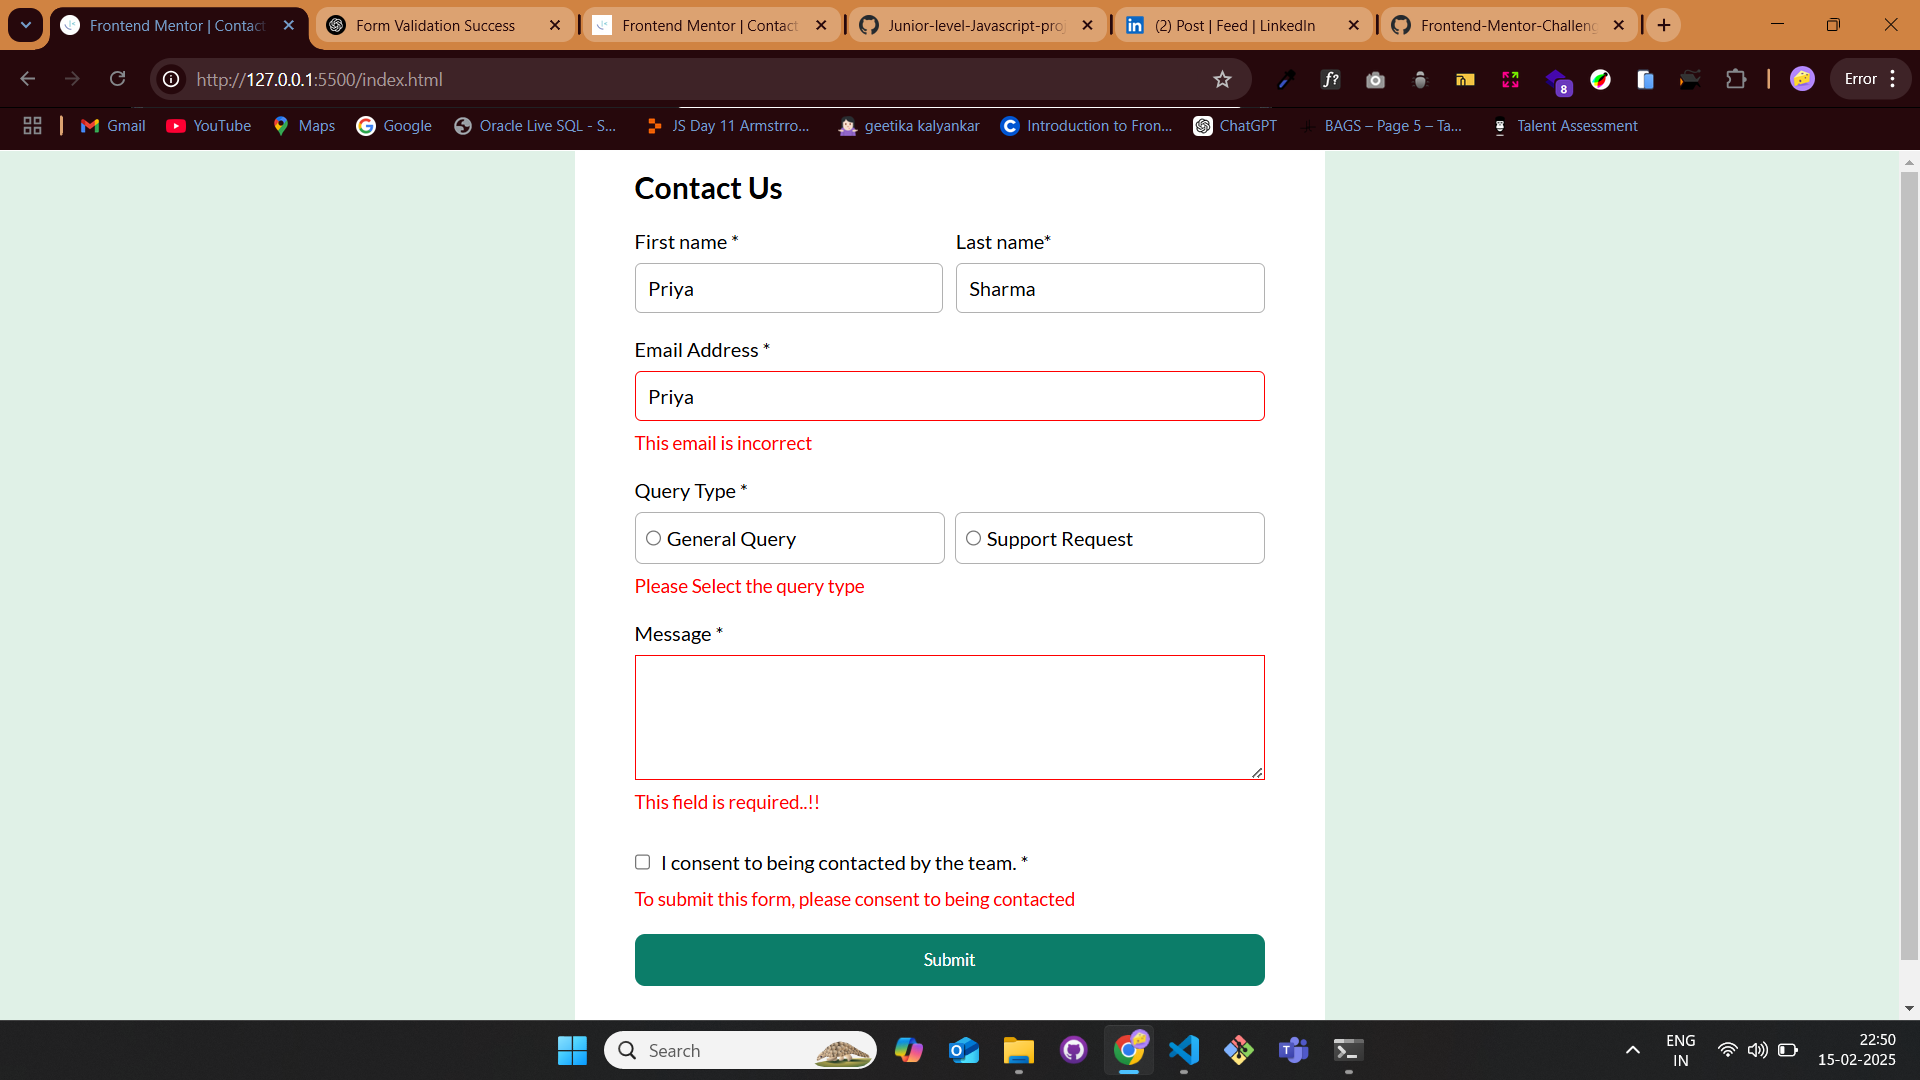 Frontend Mentor | Contact
Form Validation Success
Frontend Mentor | Contact
Junior-level-Javascript-proj
(2) Post | Feed | LinkedIn
Frontend-Mentor-Challeng
http://127.0.0.1:5500/index.html
f?
n
8
Error
Gmail
YouTube
Maps
Google
Oracle Live SQL - S...
JS Day 11 Armstrro...
geetika kalyankar
Introduction to Fron...
ChatGPT
BAGS – Page 5 – Ta...
Talent Assessment
Contact Us
First name *
Last name*
Priya
Sharma
Email Address *
Priya
This email is incorrect
Query Type *
General Query
Support Request
Please Select the query type
Message *
This field is required..!!
I consent to being contacted by the team. *
To submit this form, please consent to being contacted
Submit
Search
ENG
IN
22:50
15-02-2025